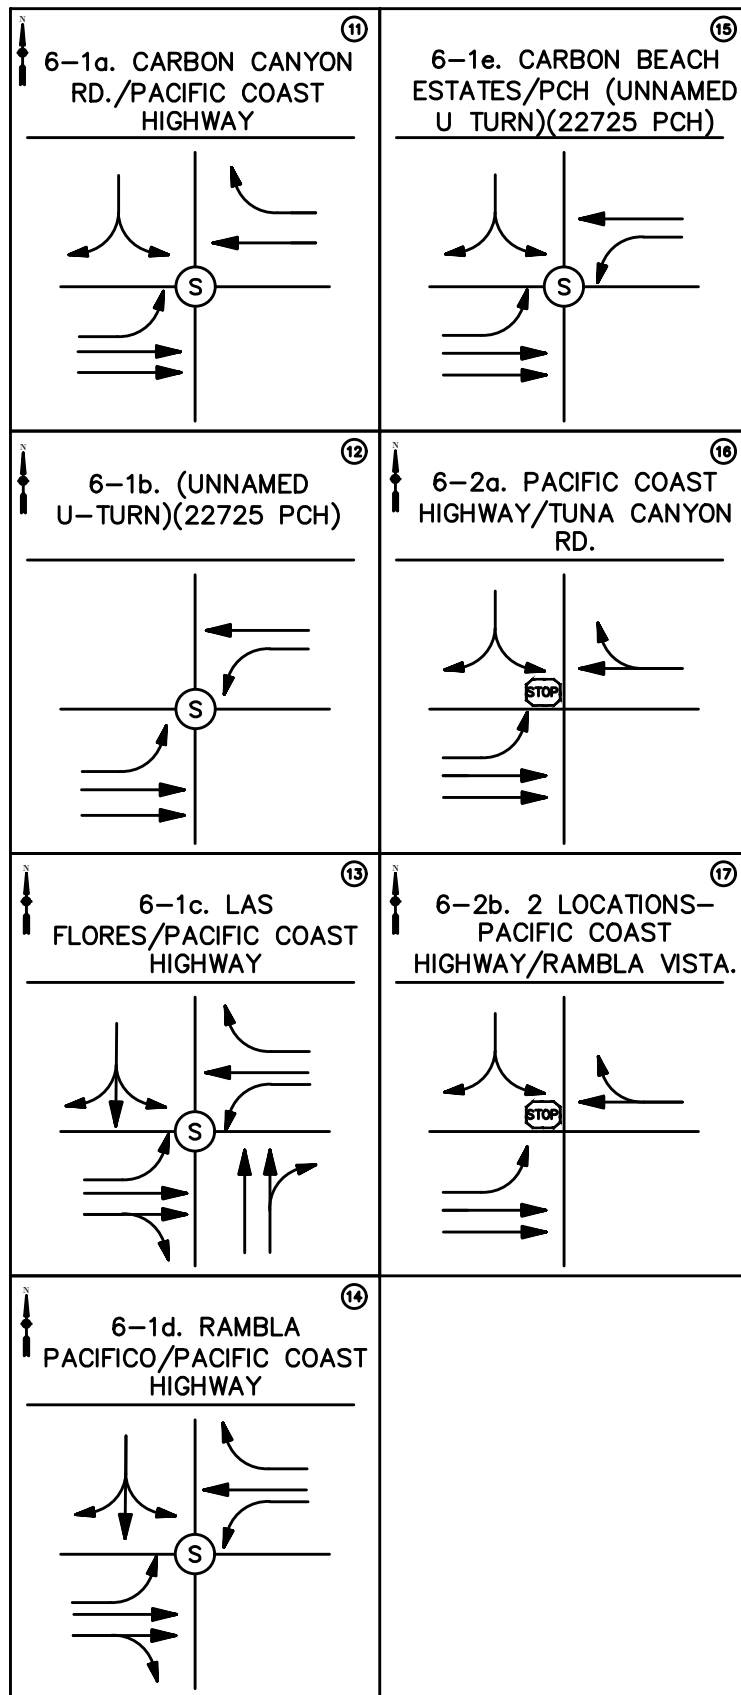 N
11
6-1a. CARBON CANYON
RD./PACIFIC COAST
HIGHWAY
S
15
6-1e. CARBON BEACH
ESTATES/PCH (UNNAMED
U TURN)(22725 PCH)
S
N
12
6-1b. (UNNAMED
U-TURN)(22725 PCH)
S
N
16
6-2a. PACIFIC COAST
HIGHWAY/TUNA CANYON
RD.
STOP
N
13
6-1c. LAS
FLORES/PACIFIC COAST
HIGHWAY
S
N
17
6-2b. 2 LOCATIONS-
PACIFIC COAST
HIGHWAY/RAMBLA VISTA.
STOP
N
14
6-1d. RAMBLA
PACIFICO/PACIFIC COAST
HIGHWAY
S